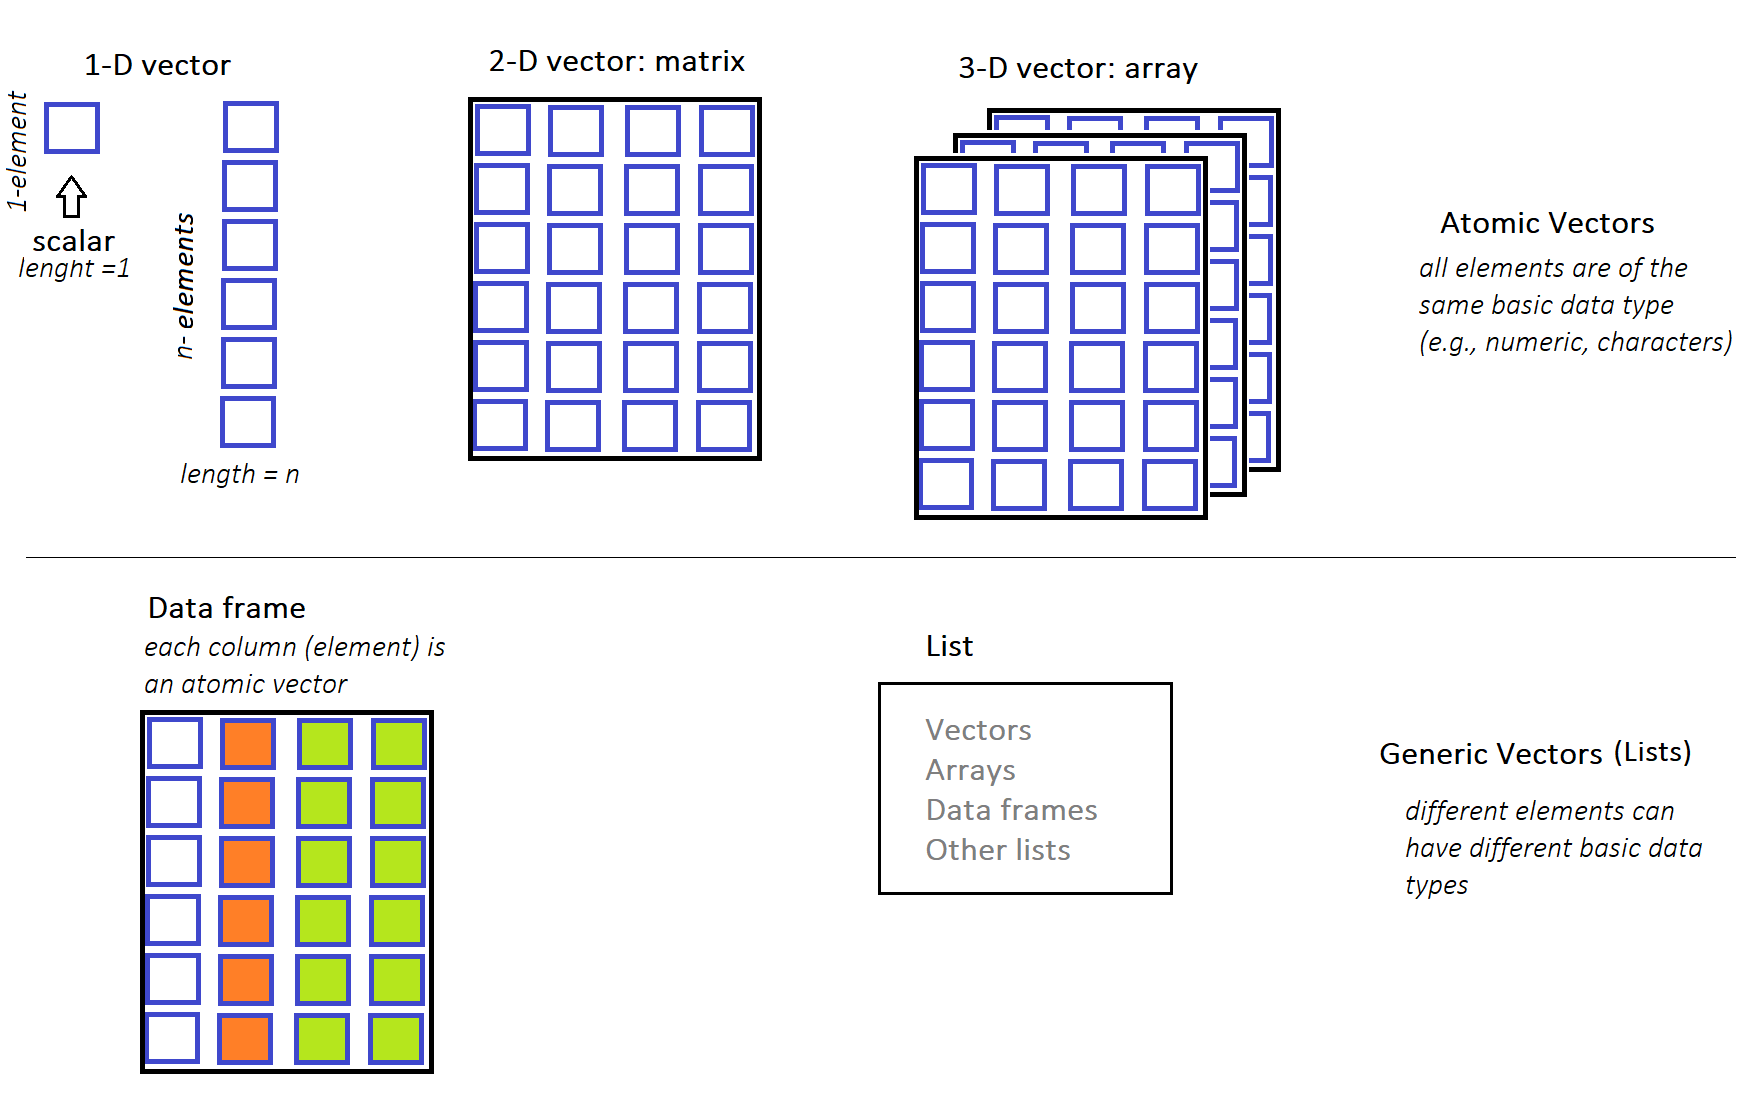 1-D vector
1-element
scalar
lenght =1
n- elements
length = n
2-D vector: matrix
3-D vector: array
Atomic Vectors
all elements are of the
same basic data type
(e.g., numeric, characters)
Data frame
each column (element) is
an atomic vector
List
Vectors
Arrays
Data frames
Other lists
Generic Vectors (Lists)
different elements can
have different basic data
types